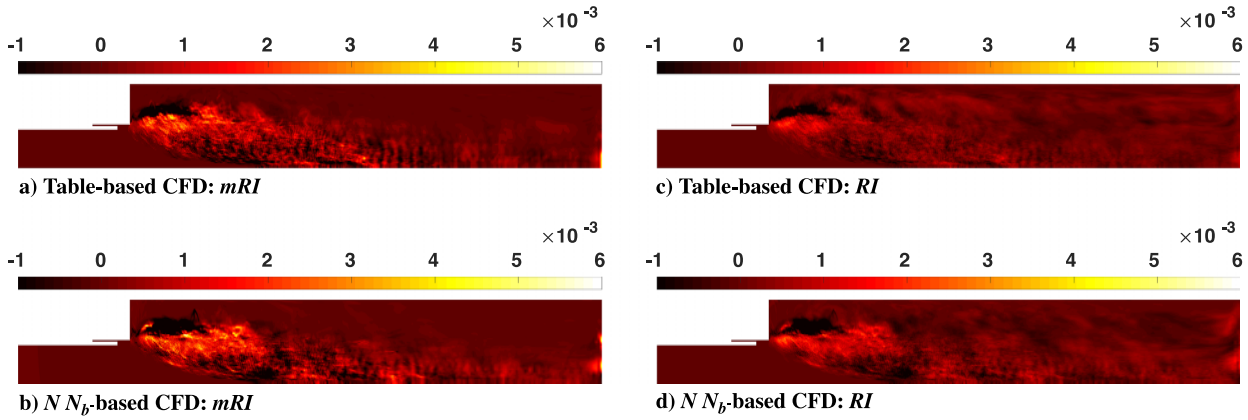 ×10 -3
-1 0 1 2 3 4 5 6
a) Table-based CFD: mRI
×10 -3
-1 0 1 2 3 4 5 6
c) Table-based CFD: RI
×10 -3
-1 0 1 2 3 4 5 6
b) N Nb-based CFD: mRI
×10 -3
-1 0 1 2 3 4 5 6
d) N Nb-based CFD: RI